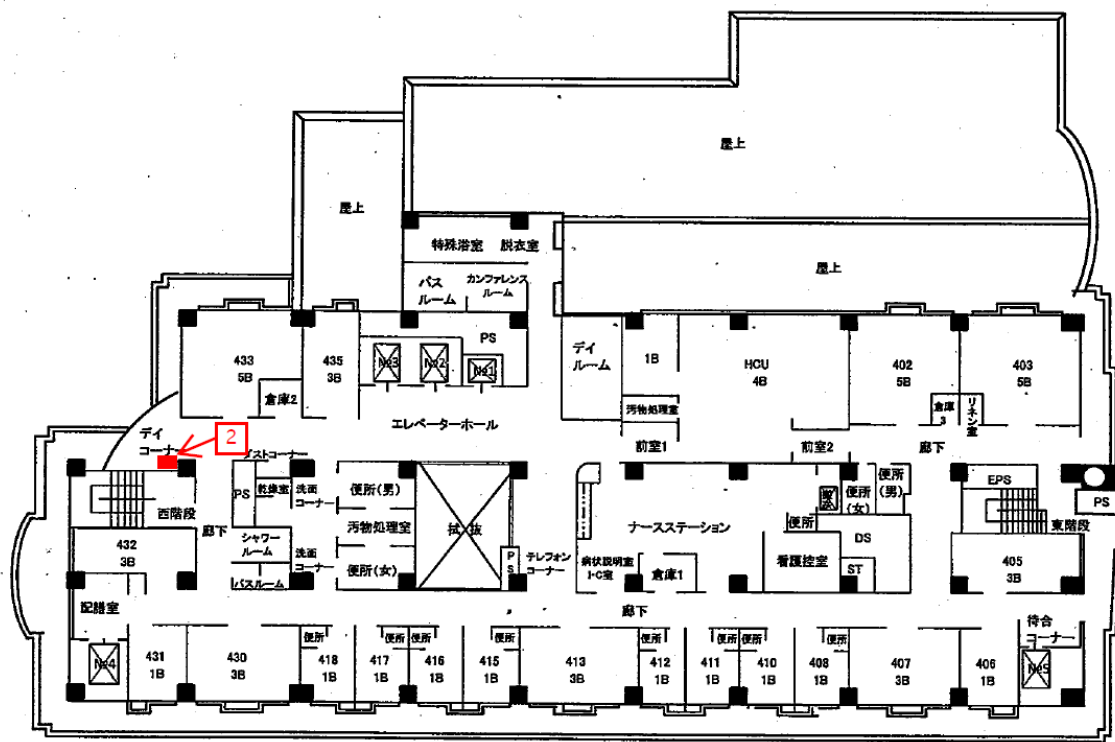 屋上
屋上
屋上
特殊浴室 脱衣室
バス
ルーム
カンファレンス
ルーム
PS
433
5B
435
3B
№3
№2
№1
デイ
ルーム
1B
HCU
4B
402
5B
403
5B
倉庫2
汚物処理室
倉庫
3
リネン室
エレベーターホール
デイ
コーナー
2
前室1
前室2
廊下
PS
乾燥室
洗面
コーナー
便所(男)
便所
(男)
EPS
PS
西階段
汚物処理室
ナースステーション
便所
(女)
便所
東階段
廊下
シャワー
ルーム
洗面
コーナー
便所(女)
PS
テレフォン
コーナー
病状説明室
I・C室
倉庫1
看護控室
DS
ST
432
3B
405
3B
バスルーム
配膳室
廊下
待合
コーナー
便所
便所
便所
便所
便所
便所
便所
便所
№4
431
1B
430
3B
418
1B
417
1B
416
1B
415
1B
413
3B
412
1B
411
1B
410
1B
408
1B
407
3B
406
1B
№5